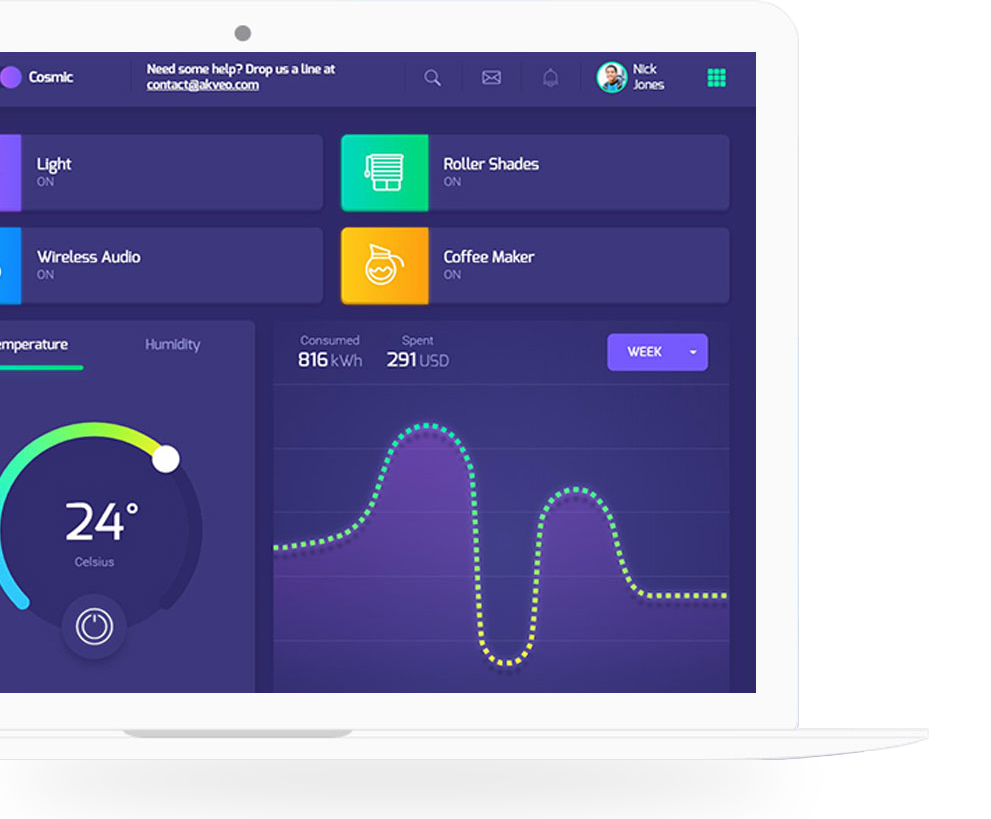 Cosmic
Need some help? Drop us a line at
contact@akveo.com
Nick
Jones
Light
ON
Roller Shades
ON
Wireless Audio
ON
Coffee Maker
ON
emperature
Humidity
Consumed
816 kWh
Spent
291 USD
WEEK
24°
Celsius